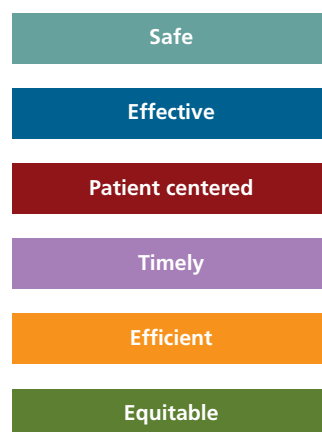 Safe
Effective
Patient centered
Timely
Efficient
Equitable